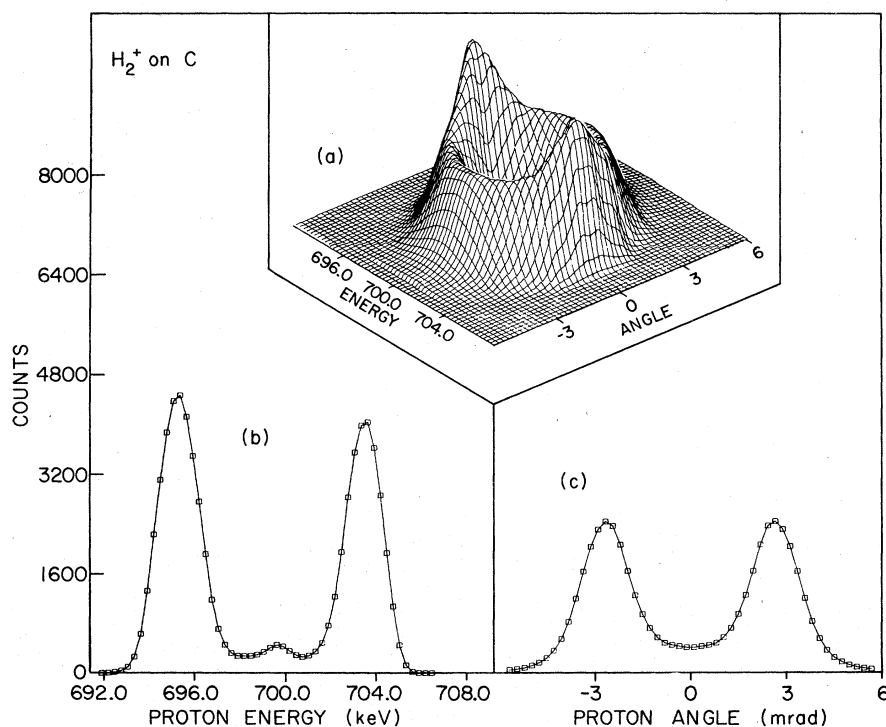 H2+ on C
(a)
696.0
700.0
704.0
ENERGY
-3
0
3
6
ANGLE
COUNTS
8000
6400
4800
3200
1600
0
(b)
692.0 696.0 700.0 704.0 708.0
PROTON ENERGY (keV)
(c)
-3 0 3 6
PROTON ANGLE (mrad)